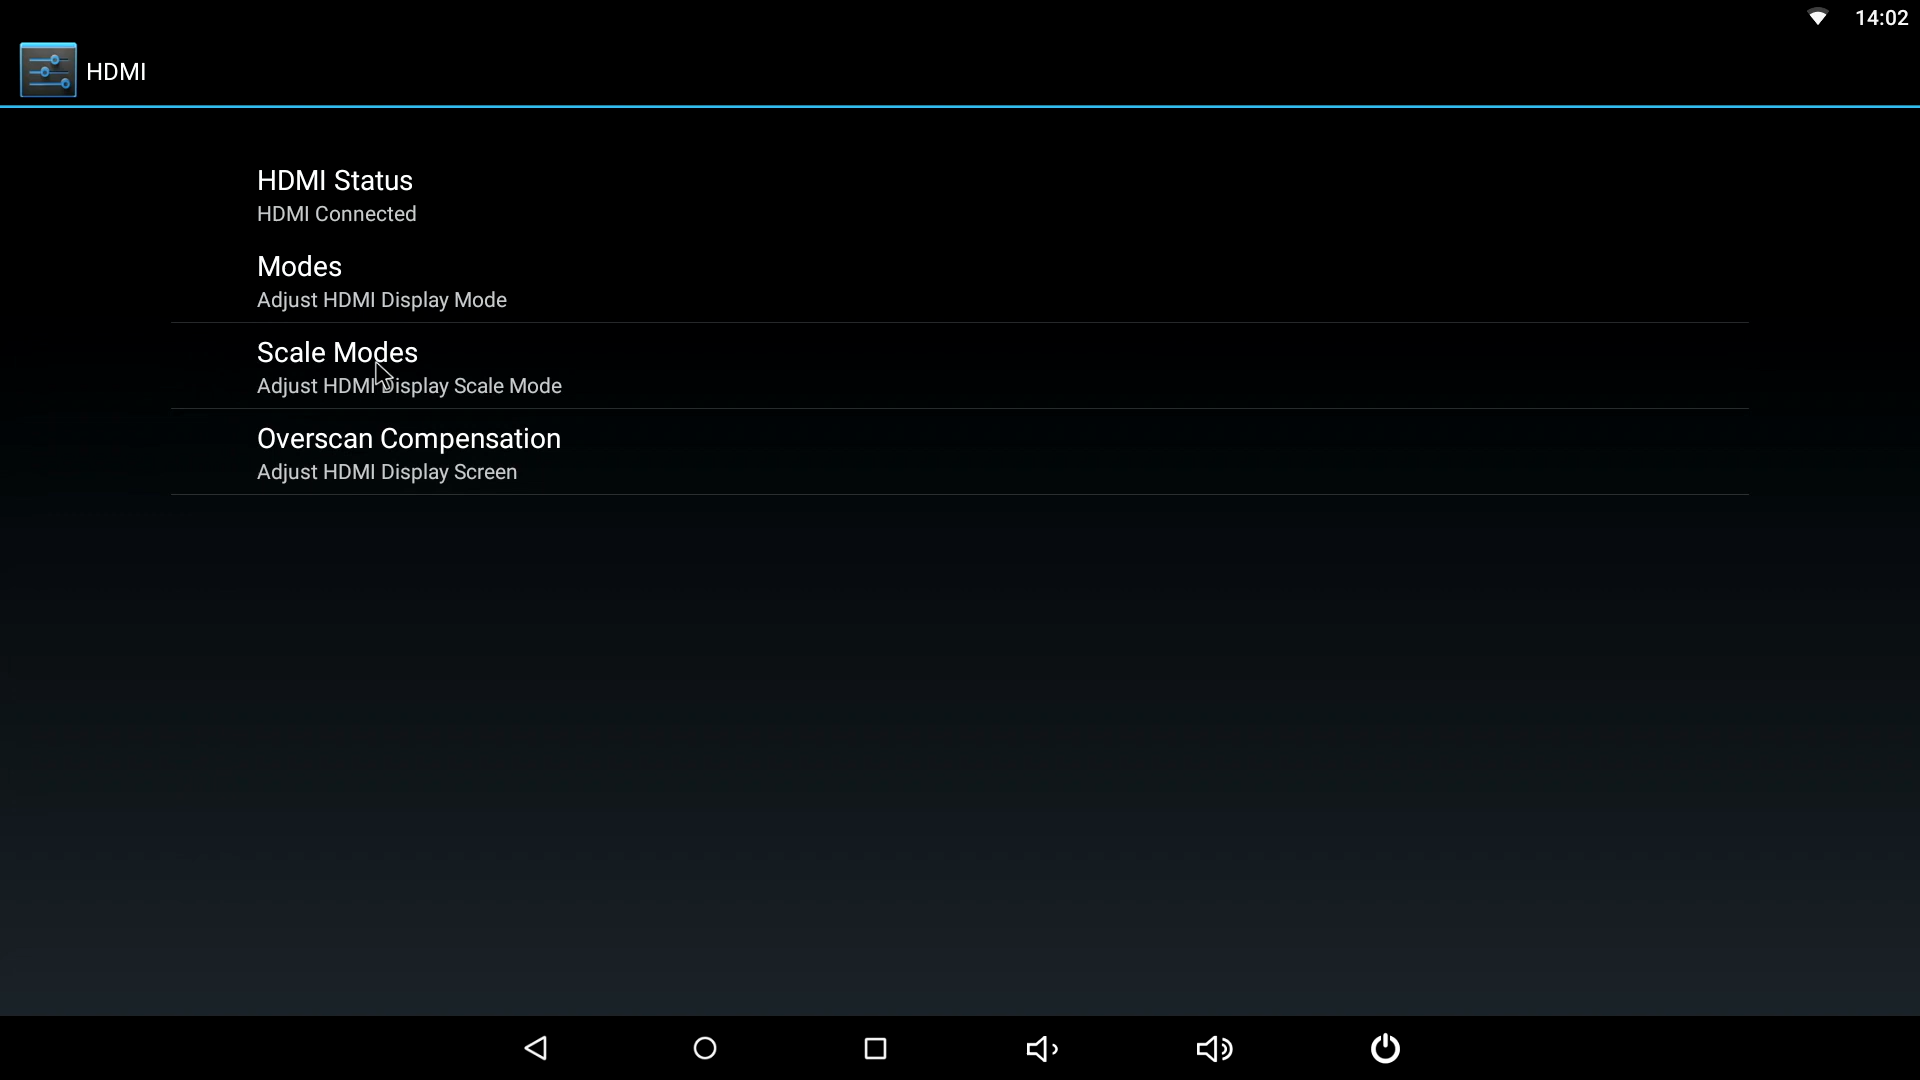 14:02
HDMI
HDMI Status
HDMI Connected
Modes
Adjust HDMI Display Mode
Scale Modes
Adjust HDMI Display Scale Mode
Overscan Compensation
Adjust HDMI Display Screen